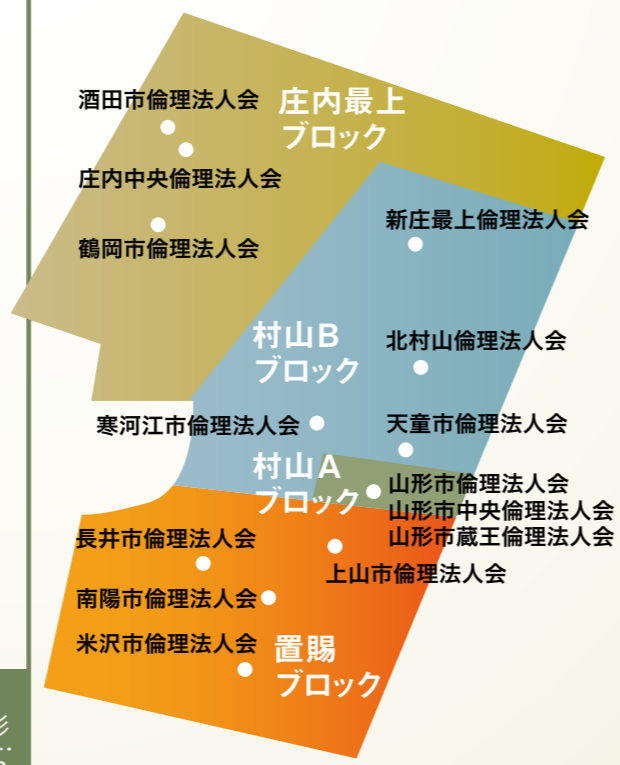 酒田市倫理法人会
庄内最上
ブロック
庄内中央倫理法人会
鶴岡市倫理法人会
新庄最上倫理法人会
村山B
ブロック
北村山倫理法人会
寒河江市倫理法人会
天童市倫理法人会
村山A
ブロック
山形市倫理法人会
山形市中央倫理法人会
山形市蔵王倫理法人会
長井市倫理法人会
上山市倫理法人会
南陽市倫理法人会
米沢市倫理法人会
置賜
ブロック